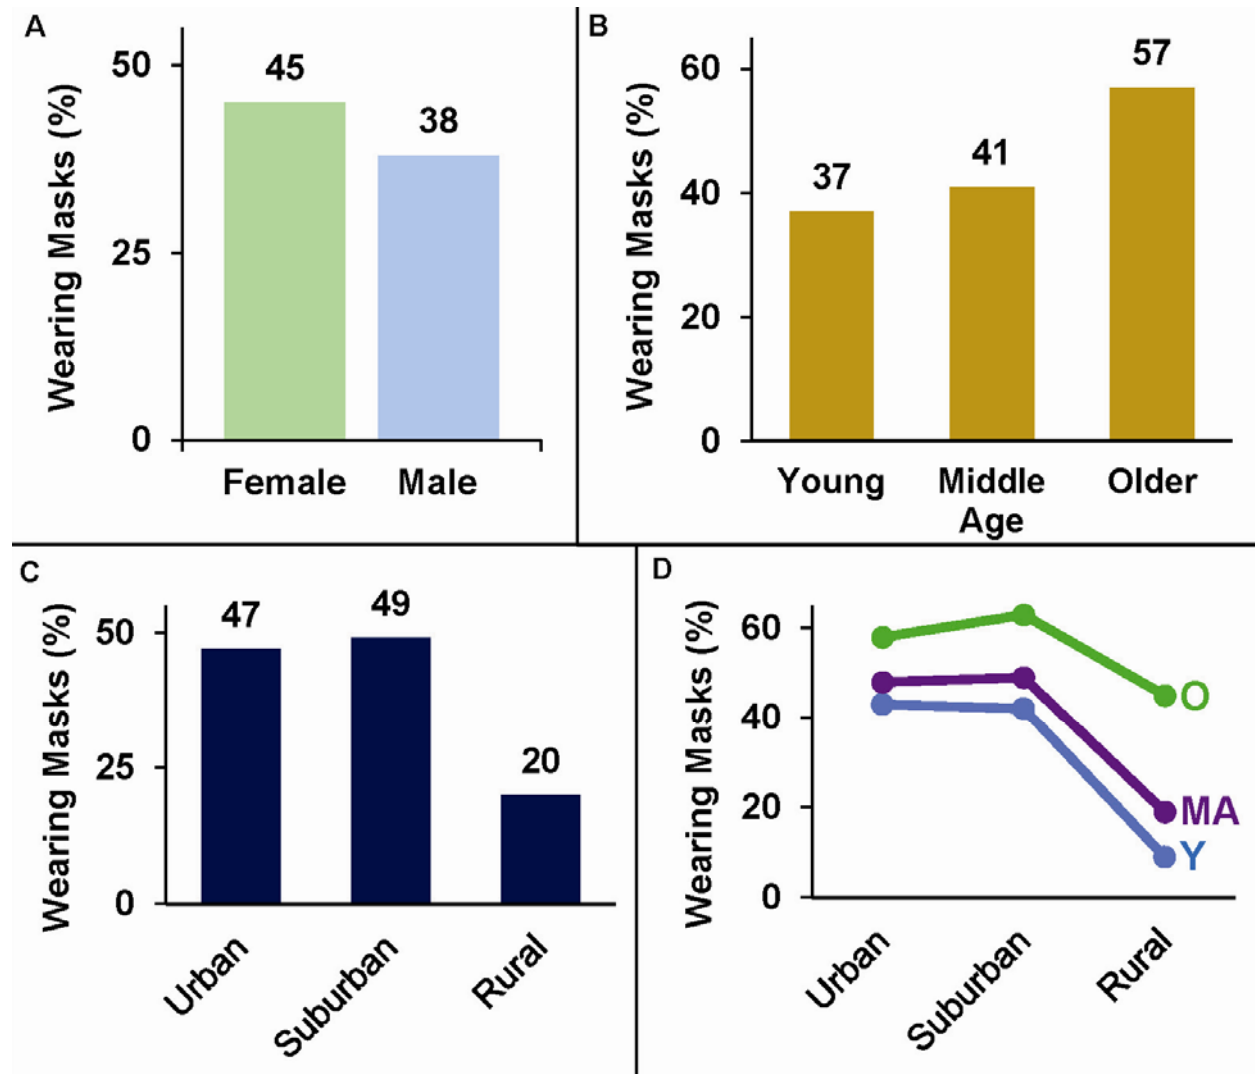 A
Wearing Masks (%)
50
25
0
45
38
Female
Male
B
Wearing Masks (%)
60
40
20
0
37
41
57
Young
Middle
Age
Older
C
Wearing Masks (%)
50
25
0
47
49
20
Urban
Suburban
Rural
D
Wearing Masks (%)
60
40
20
0
O
MA
Y
Urban
Suburban
Rural